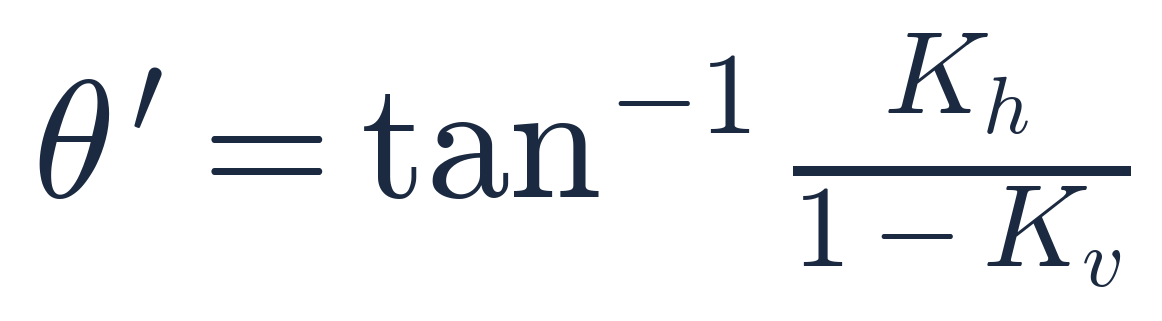 θ′ = tan⁻¹ K_h / (1 − K_v)